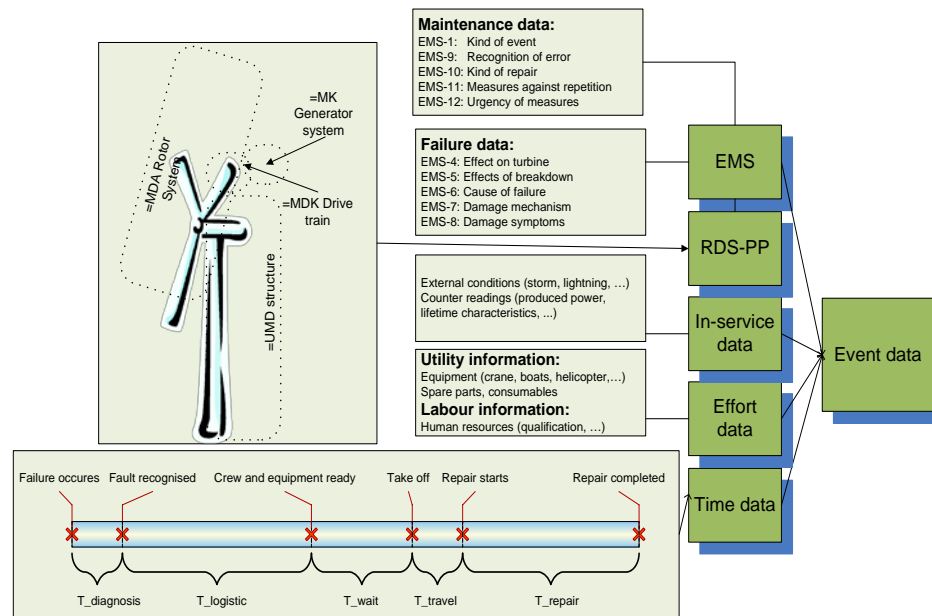 Maintenance data:
EMS-1: Kind of event
EMS-9: Recognition of error
EMS-10: Kind of repair
EMS-11: Measures against repetition
EMS-12: Urgency of measures
=MK
Generator
system
=MDA Rotor
System
=MDK Drive
train
=UMD structure
Failure data:
EMS-4: Effect on turbine
EMS-5: Effects of breakdown
EMS-6: Cause of failure
EMS-7: Damage mechanism
EMS-8: Damage symptoms
EMS
RDS-PP
External conditions (storm, lightning, …)
Counter readings (produced power,
lifetime characteristics, ...)
In-service
data
Event data
Utility information:
Equipment (crane, boats, helicopter,…)
Spare parts, consumables
Labour information:
Human resources (qualification, …)
Effort
data
Time data
Failure occures
Fault recognised
Crew and equipment ready
Take off
Repair starts
Repair completed
T_diagnosis
T_logistic
T_wait
T_travel
T_repair